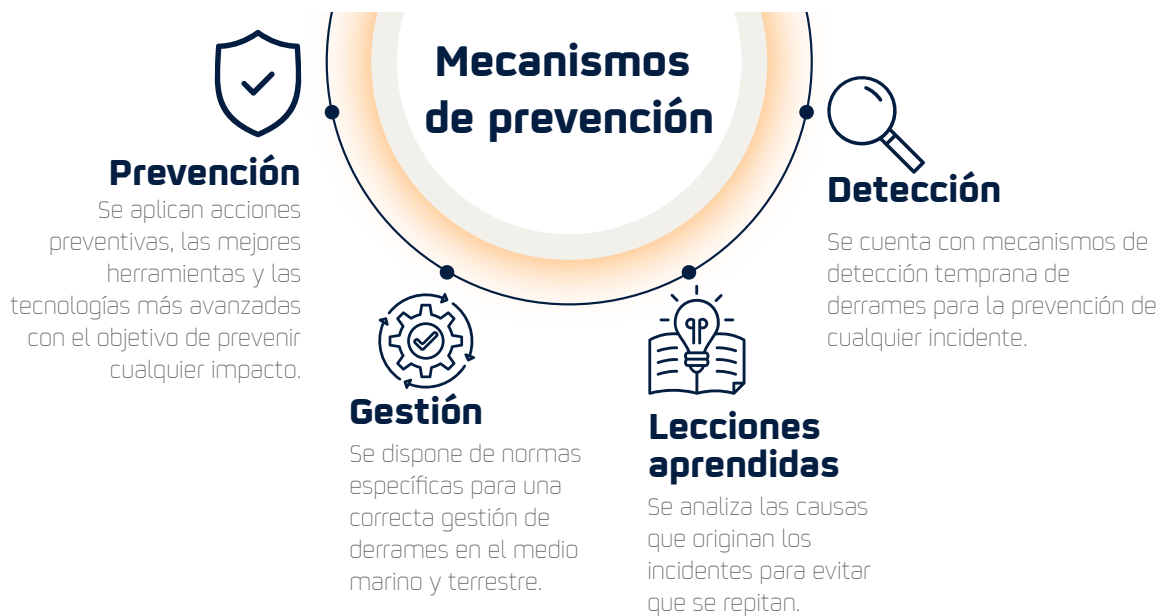 Mecanismos
de prevención
Prevención
Se aplican acciones
preventivas, las mejores
herramientas y las
tecnologías más avanzadas
con el objetivo de prevenir
cualquier impacto.
Gestión
Se dispone de normas
específicas para una
correcta gestión de
derrames en el medio
marino y terrestre.
Lecciones
aprendidas
Se analiza las causas
que originan los
incidentes para evitar
que se repitan.
Detección
Se cuenta con mecanismos de
detección temprana de
derrames para la prevención de
cualquier incidente.